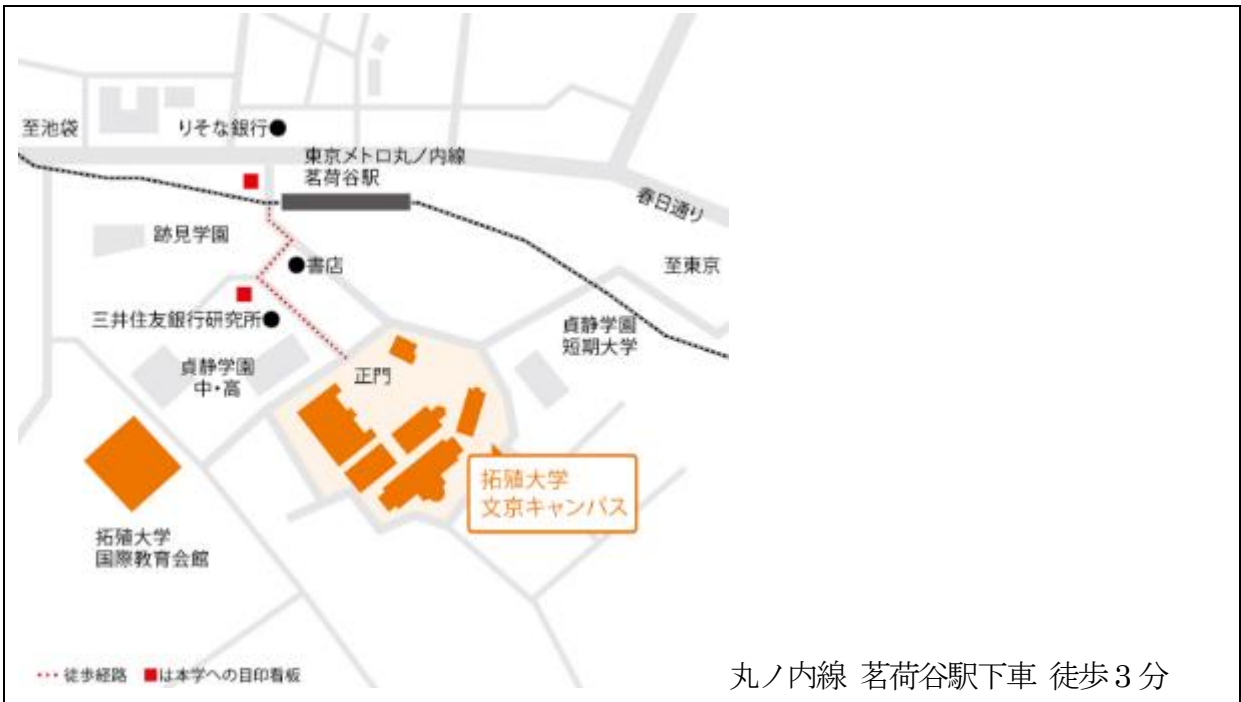 至池袋
りそな銀行●
東京メトロ丸ノ内線
茗荷谷駅
春日通り
跡見学園
●書店
至東京
三井住友銀行研究所●
貞静学園
短期大学
貞静学園
中・高
正門
拓殖大学
文京キャンパス
拓殖大学
国際教育会館
･･･ 徒歩経路 ■は本学への目印看板
丸ノ内線 茗荷谷駅下車 徒歩3分